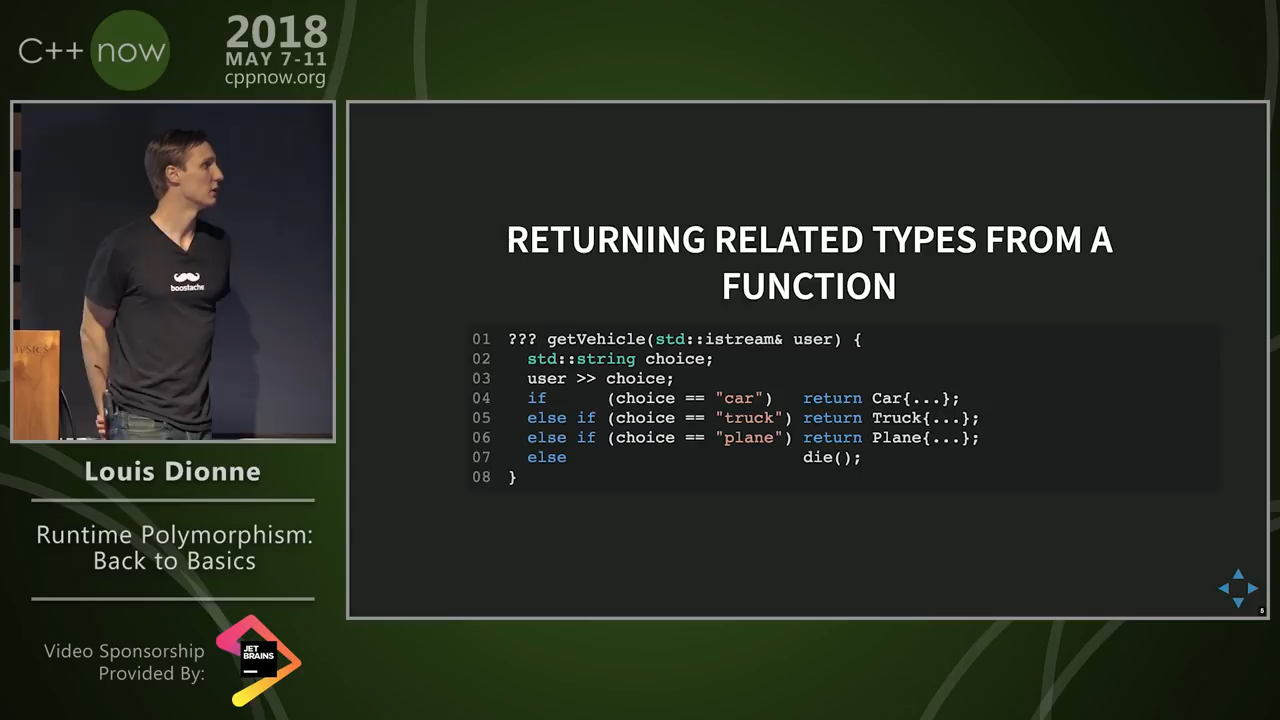 C++ now
2018
MAY 7-11
cppnow.org
boostache
Louis Dionne
Runtime Polymorphism:
Back to Basics
Video Sponsorship
Provided By:
JET
BRAINS
RETURNING RELATED TYPES FROM A
FUNCTION
01 ??? getVehicle(std::istream& user) {
02   std::string choice;
03   user >> choice;
04   if      (choice == "car")   return Car{...};
05   else if (choice == "truck") return Truck{...};
06   else if (choice == "plane") return Plane{...};
07   else                        die();
08 }
5